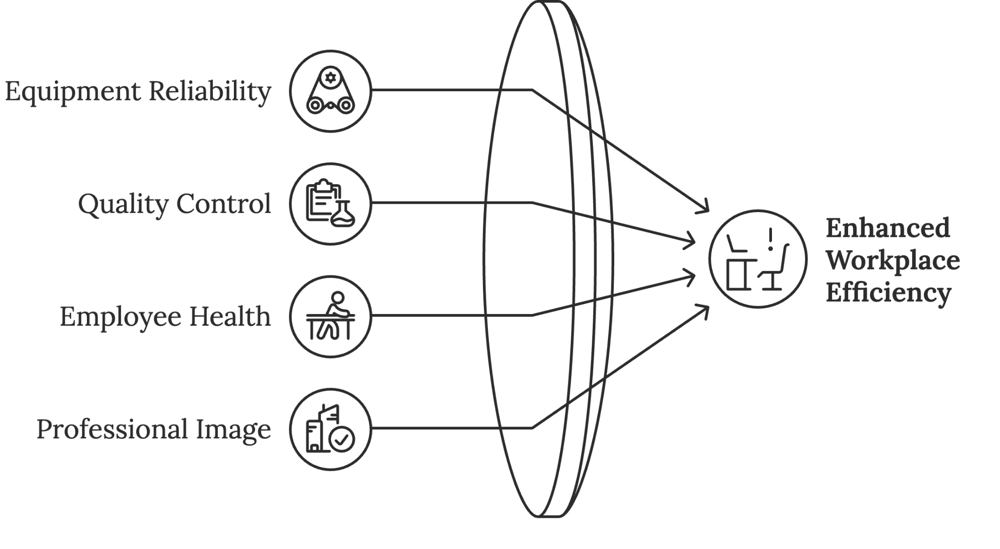 Equipment Reliability
Quality Control
Employee Health
Professional Image
Enhanced
Workplace
Efficiency